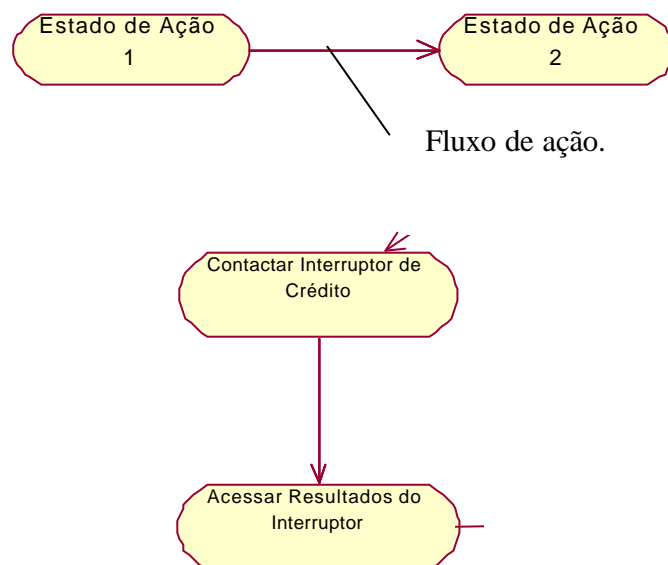 Estado de Ação
1
Estado de Ação
2
Fluxo de ação.
Contactar Interruptor de
Crédito
Acessar Resultados do
Interruptor